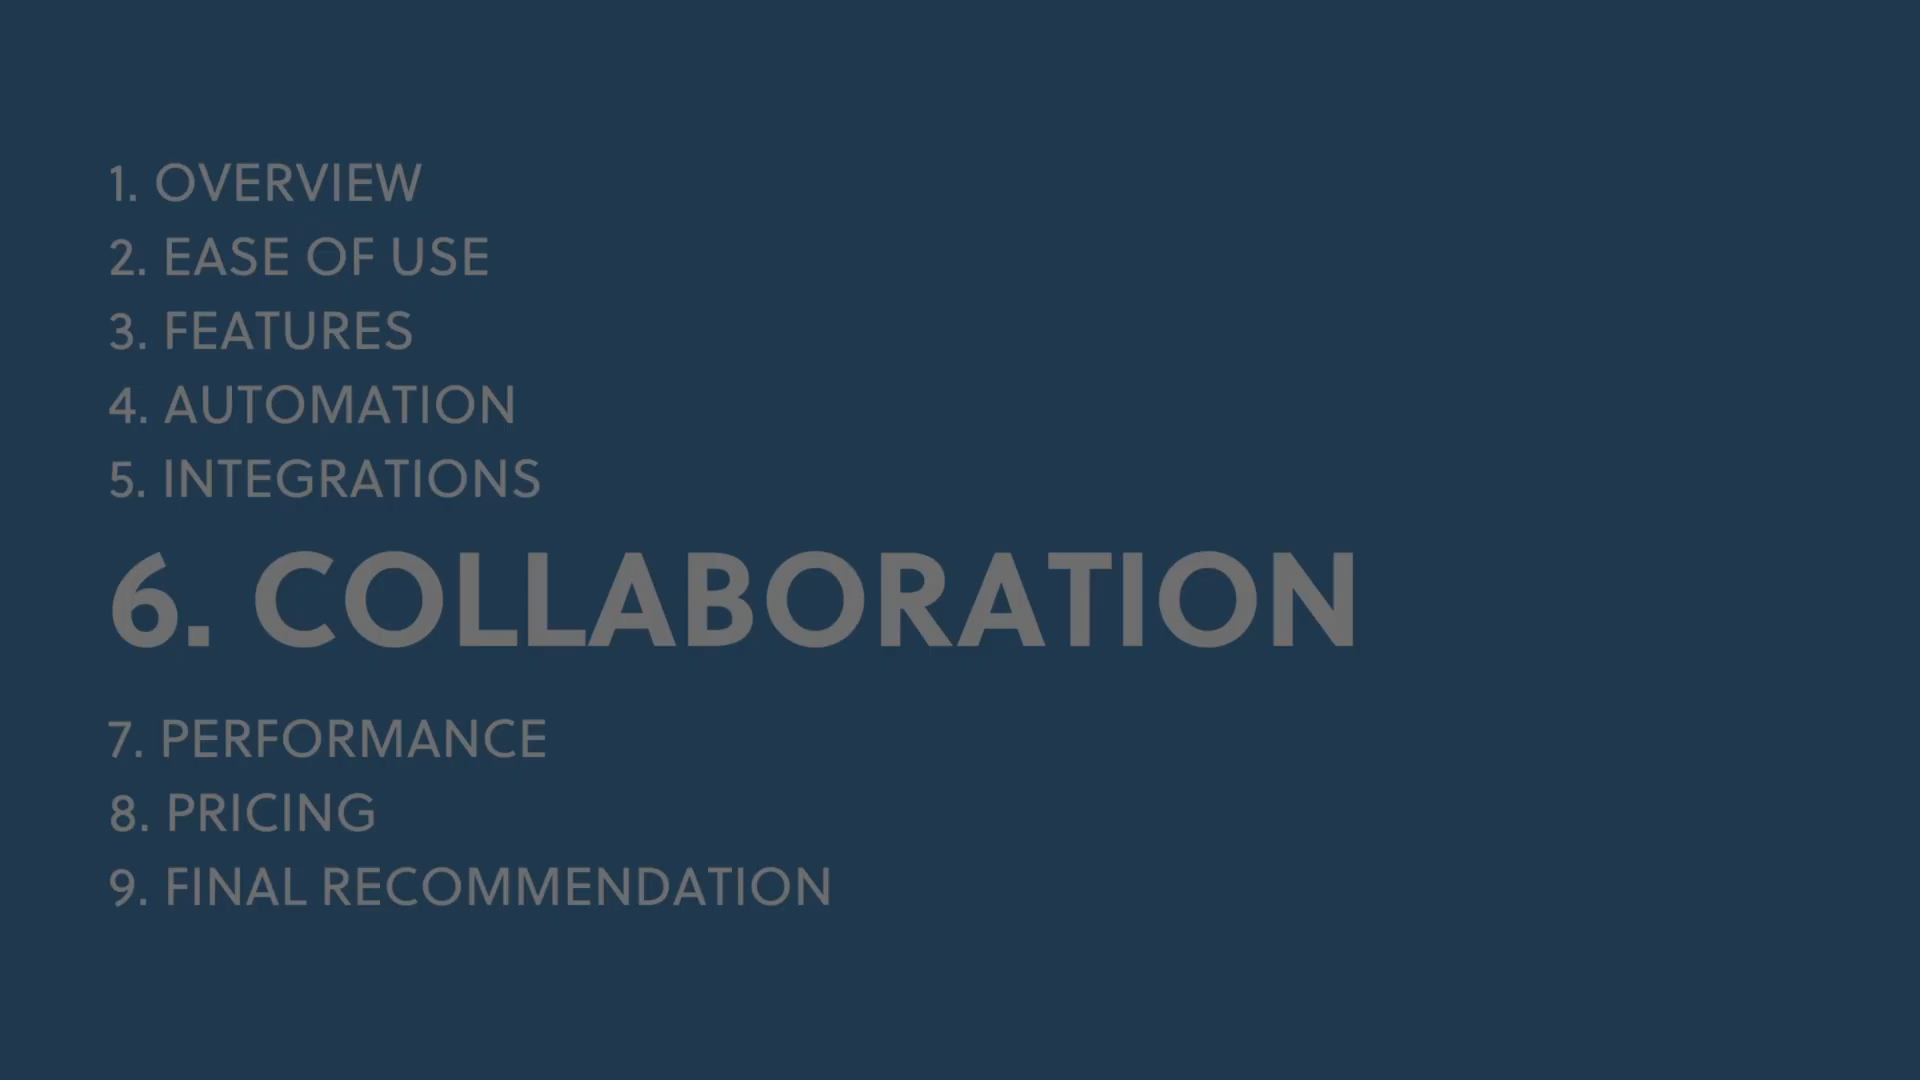 1. OVERVIEW
2. EASE OF USE
3. FEATURES
4. AUTOMATION
5. INTEGRATIONS
6. COLLABORATION
7. PERFORMANCE
8. PRICING
9. FINAL RECOMMENDATION